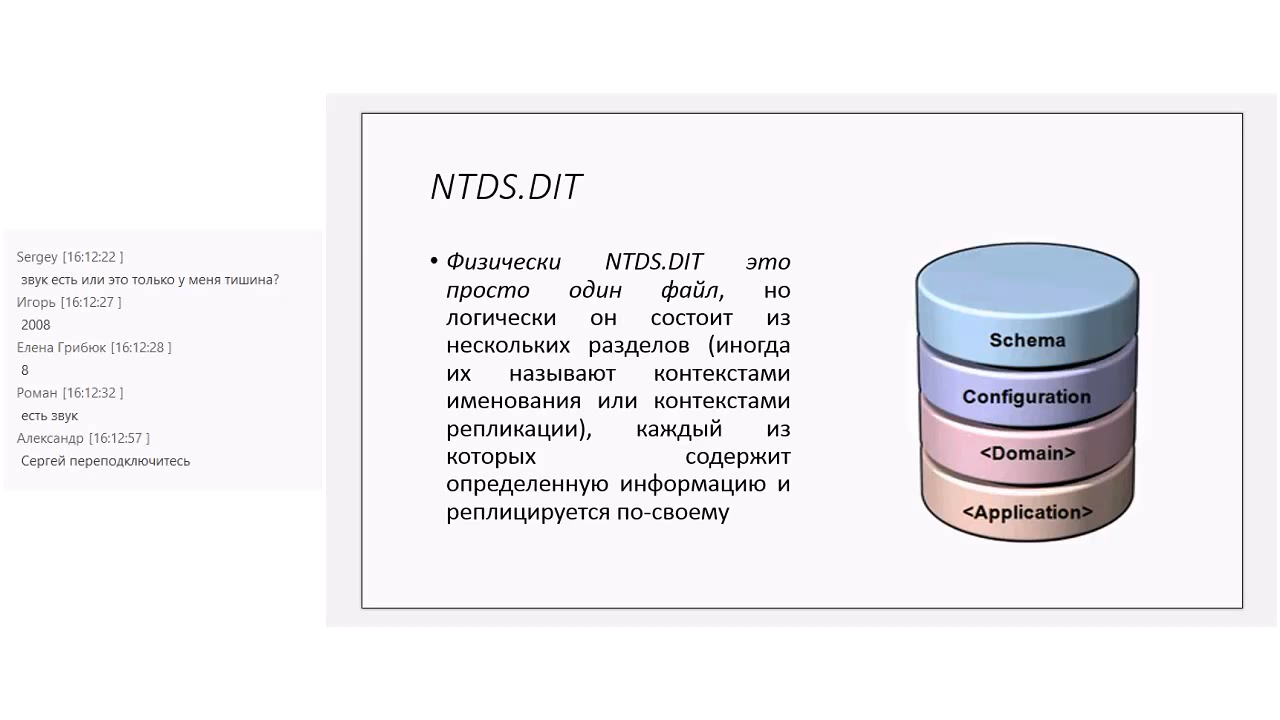 Sergey [16:12:22 ]
звук есть или это только у меня тишина?
Игорь [16:12:27 ]
2008
Елена Грибюк [16:12:28 ]
8
Роман [16:12:32 ]
есть звук
Александр [16:12:57 ]
Сергей переподключитесь
NTDS.DIT
• Физически NTDS.DIT это
просто один файл, но
логически он состоит из
нескольких разделов (иногда
их называют контекстами
именования или контекстами
репликации), каждый из
которых содержит
определенную информацию и
реплицируется по-своему
Schema
Configuration
<Domain>
<Application>